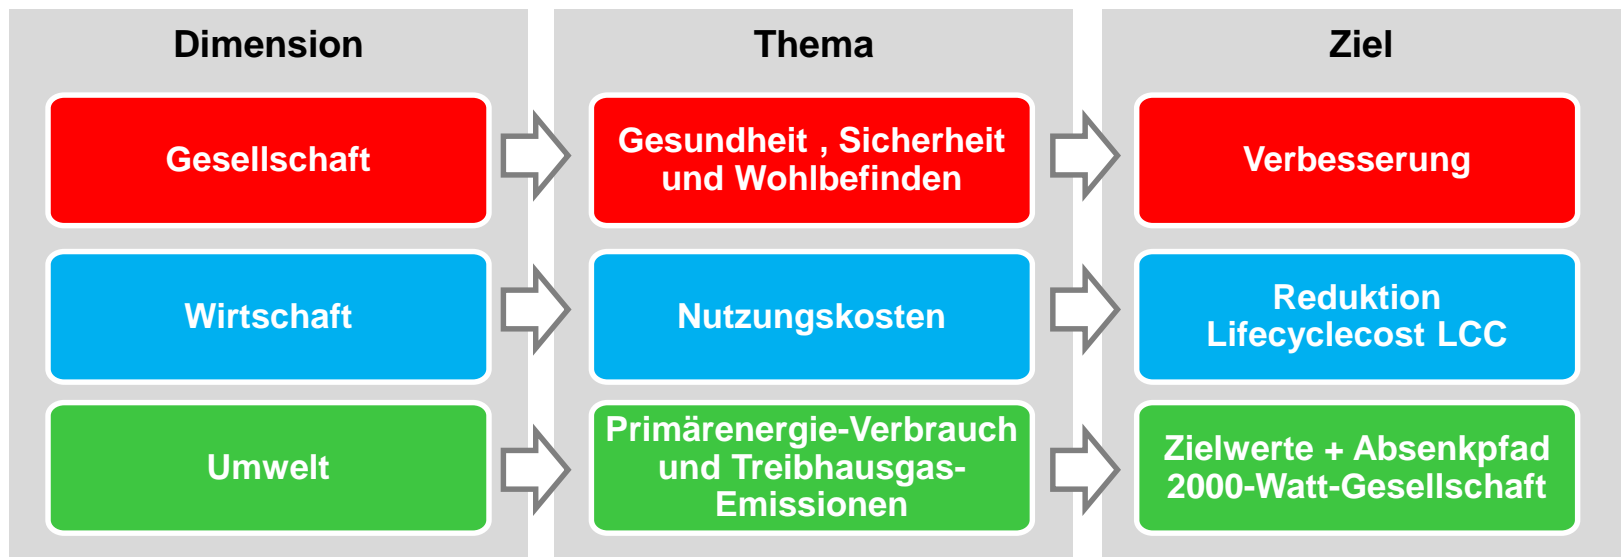 Dimension
Thema
Ziel
Gesellschaft
Gesundheit , Sicherheit
und Wohlbefinden
Verbesserung
Wirtschaft
Nutzungskosten
Reduktion
Lifecyclecost LCC
Umwelt
Primärenergie-Verbrauch
und Treibhausgas-
Emissionen
Zielwerte + Absenkpfad
2000-Watt-Gesellschaft